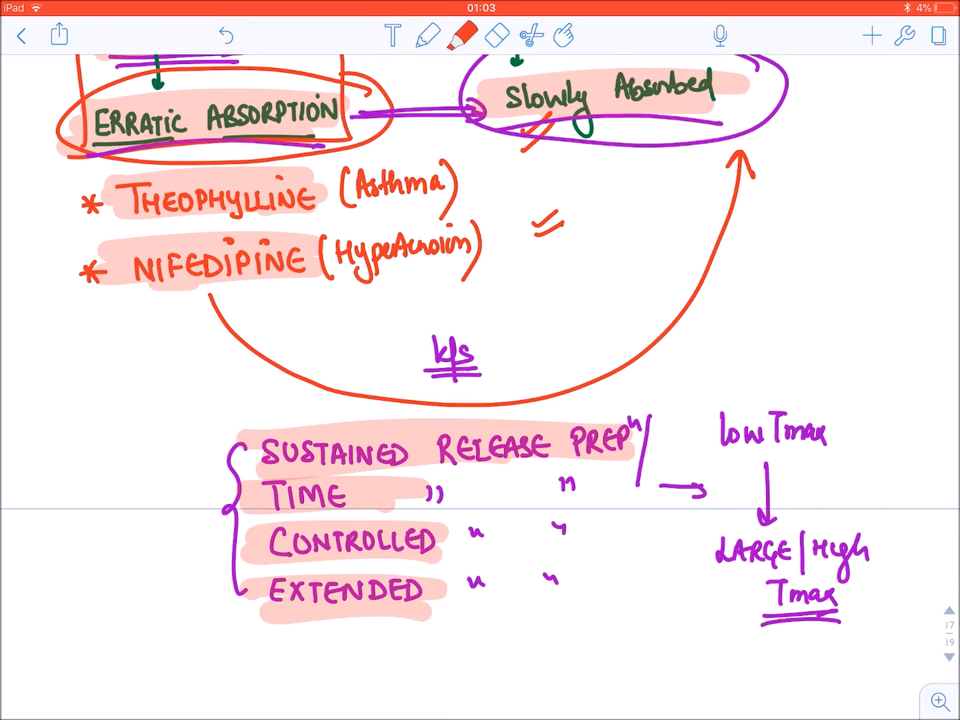 iPad 01:03 4%
T
ERRATIC ABSORPTION
Slowly Absorbed
* THEOPHYLLINE (Asthma)
* NIFEDIPINE (Hypertension)
k/s
SUSTAINED RELEASE PREPⁿ
TIME " "
CONTROLLED " "
EXTENDED " "
low Tmax
LARGE/High
Tmax
17
19